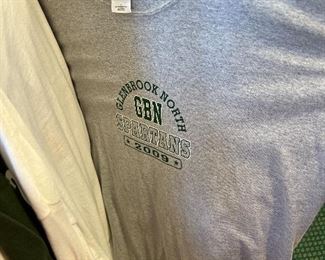 GLENBROOK NORTH
GBN
SPARTANS
* 2009 *